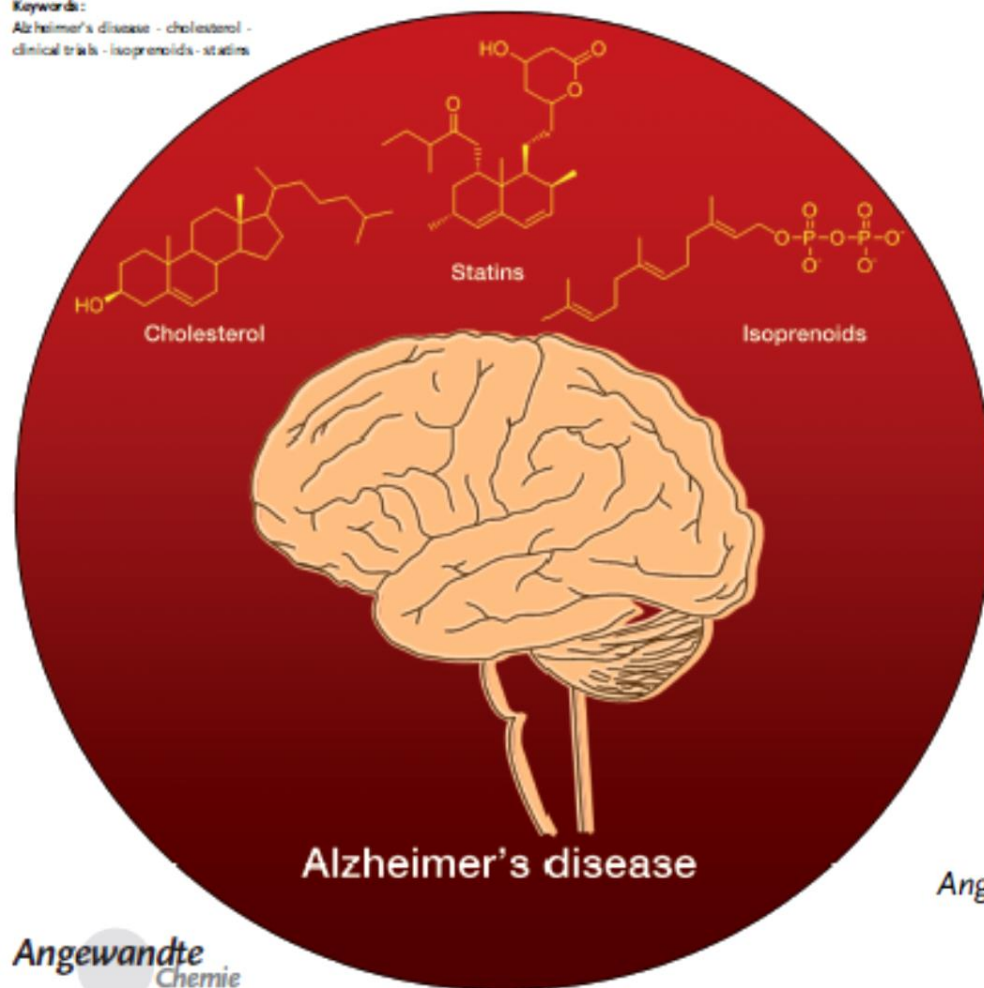 Keywords:
Alzheimer's disease · cholesterol ·
clinical trials · isoprenoids · statins
HO
O
O
O
Statins
HO
Cholesterol
O
O
O
P
O
P
O⁻
O⁻
O⁻
Isoprenoids
Alzheimer's disease
Ang
Angewandte
Chemie